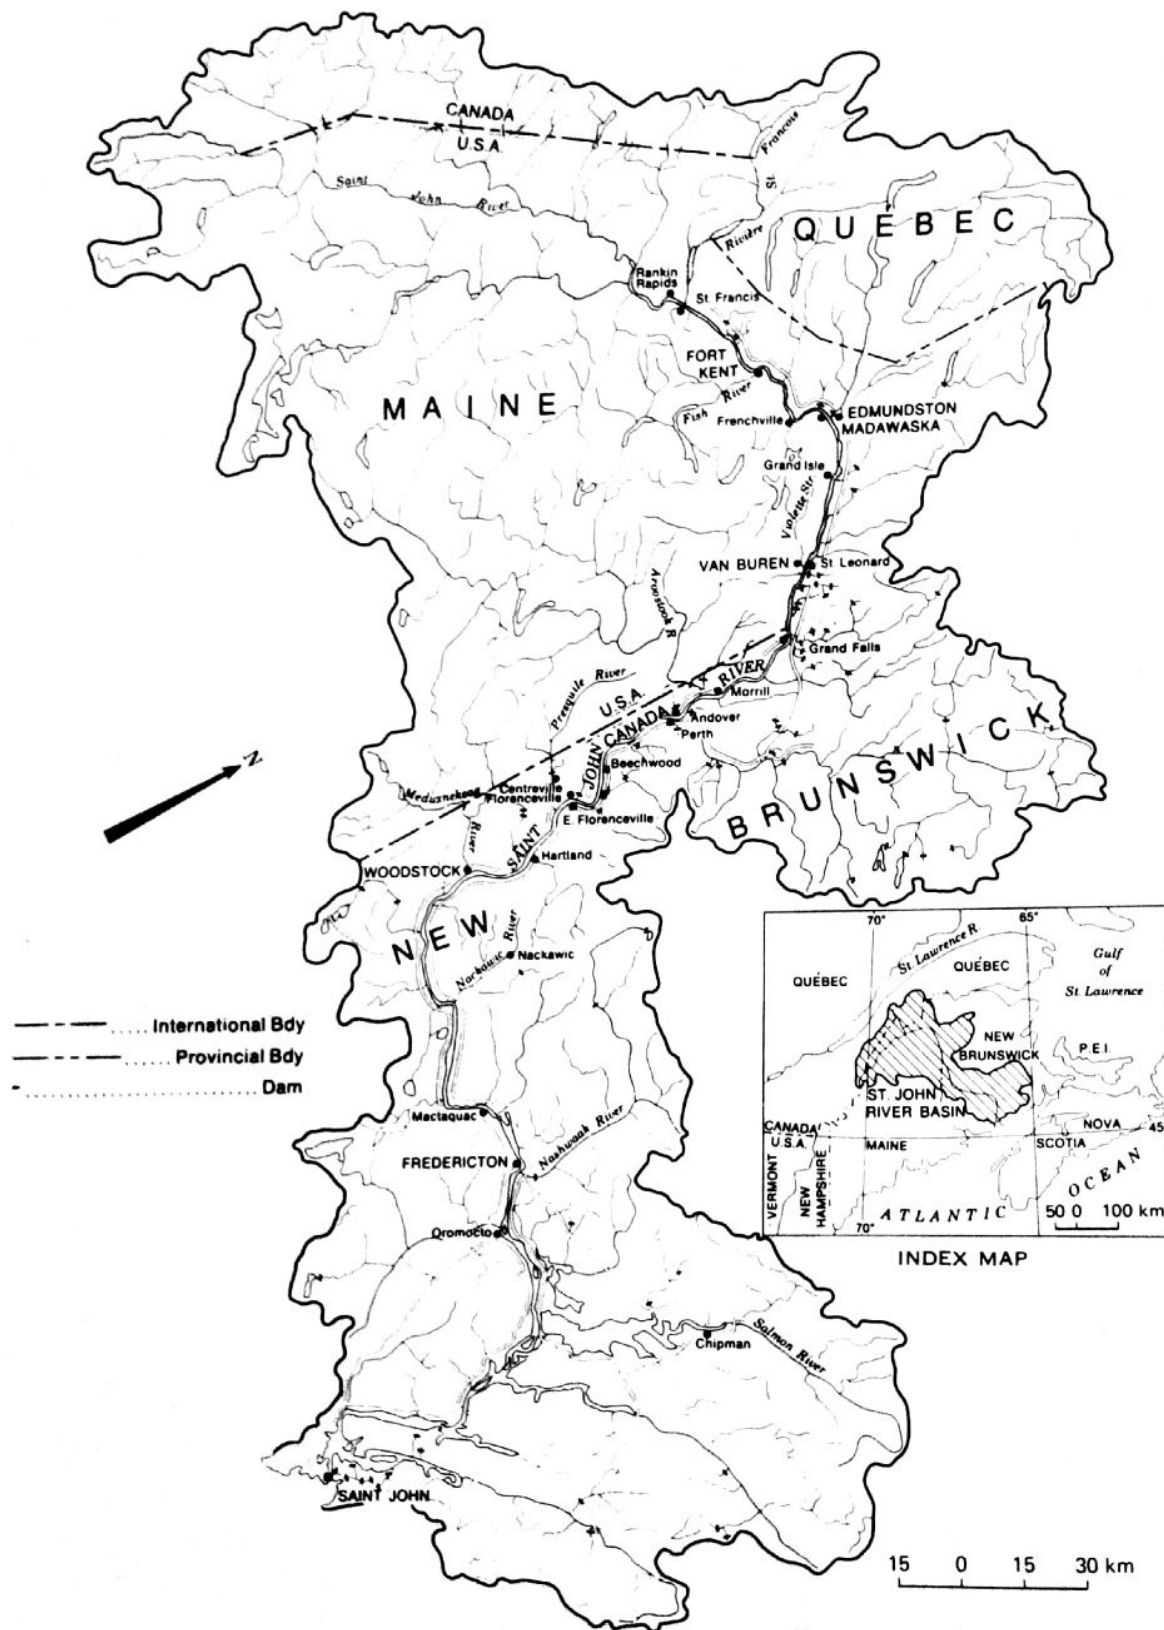 CANADA
U.S.A.
St. Francois
Rivière
Saint John River
QUÉBEC
Rankin
Rapids
St. Francis
FORT
KENT
Fish River
MAINE
Frenchville
EDMUNDSTON
MADAWASKA
Grand Isle
Violette Str.
VAN BUREN
St. Leonard
Aroostook R
Grand Falls
Presquile River
U.S.A.
CANADA
SAINT JOHN RIVER
Morrill
Andover
Perth
Beechwood
Centreville
Florenceville
E. Florenceville
Meduxnekeag
River
Hartland
WOODSTOCK
NEW
BRUNSWICK
N
Nackawic River
Nackawic
International Bdy
Provincial Bdy
Dam
Mactaquac
FREDERICTON
Nashwaak River
Oromocto
Chipman
Salmon River
SAINT JOHN
70° 65°
St. Lawrence R.
QUÉBEC
QUÉBEC
Gulf
of
St. Lawrence
NEW
BRUNSWICK
P.E.I.
ST. JOHN
RIVER BASIN
CANADA
U.S.A.
MAINE
NOVA
SCOTIA
45°
VERMONT
NEW
HAMPSHIRE
ATLANTIC OCEAN
70°
50 0 100 km
INDEX MAP
15 0 15 30 km